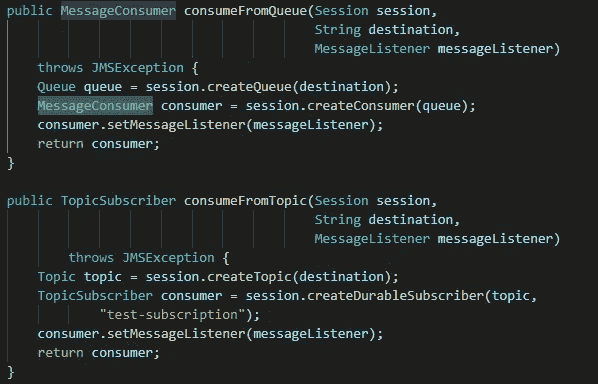 public MessageConsumer consumeFromQueue(Session session,
String destination,
MessageListener messageListener)
throws JMSException {
Queue queue = session.createQueue(destination);
MessageConsumer consumer = session.createConsumer(queue);
consumer.setMessageListener(messageListener);
return consumer;
}
public TopicSubscriber consumeFromTopic(Session session,
String destination,
MessageListener messageListener)
throws JMSException {
Topic topic = session.createTopic(destination);
TopicSubscriber consumer = session.createDurableSubscriber(topic,
"test-subscription");
consumer.setMessageListener(messageListener);
return consumer;
}